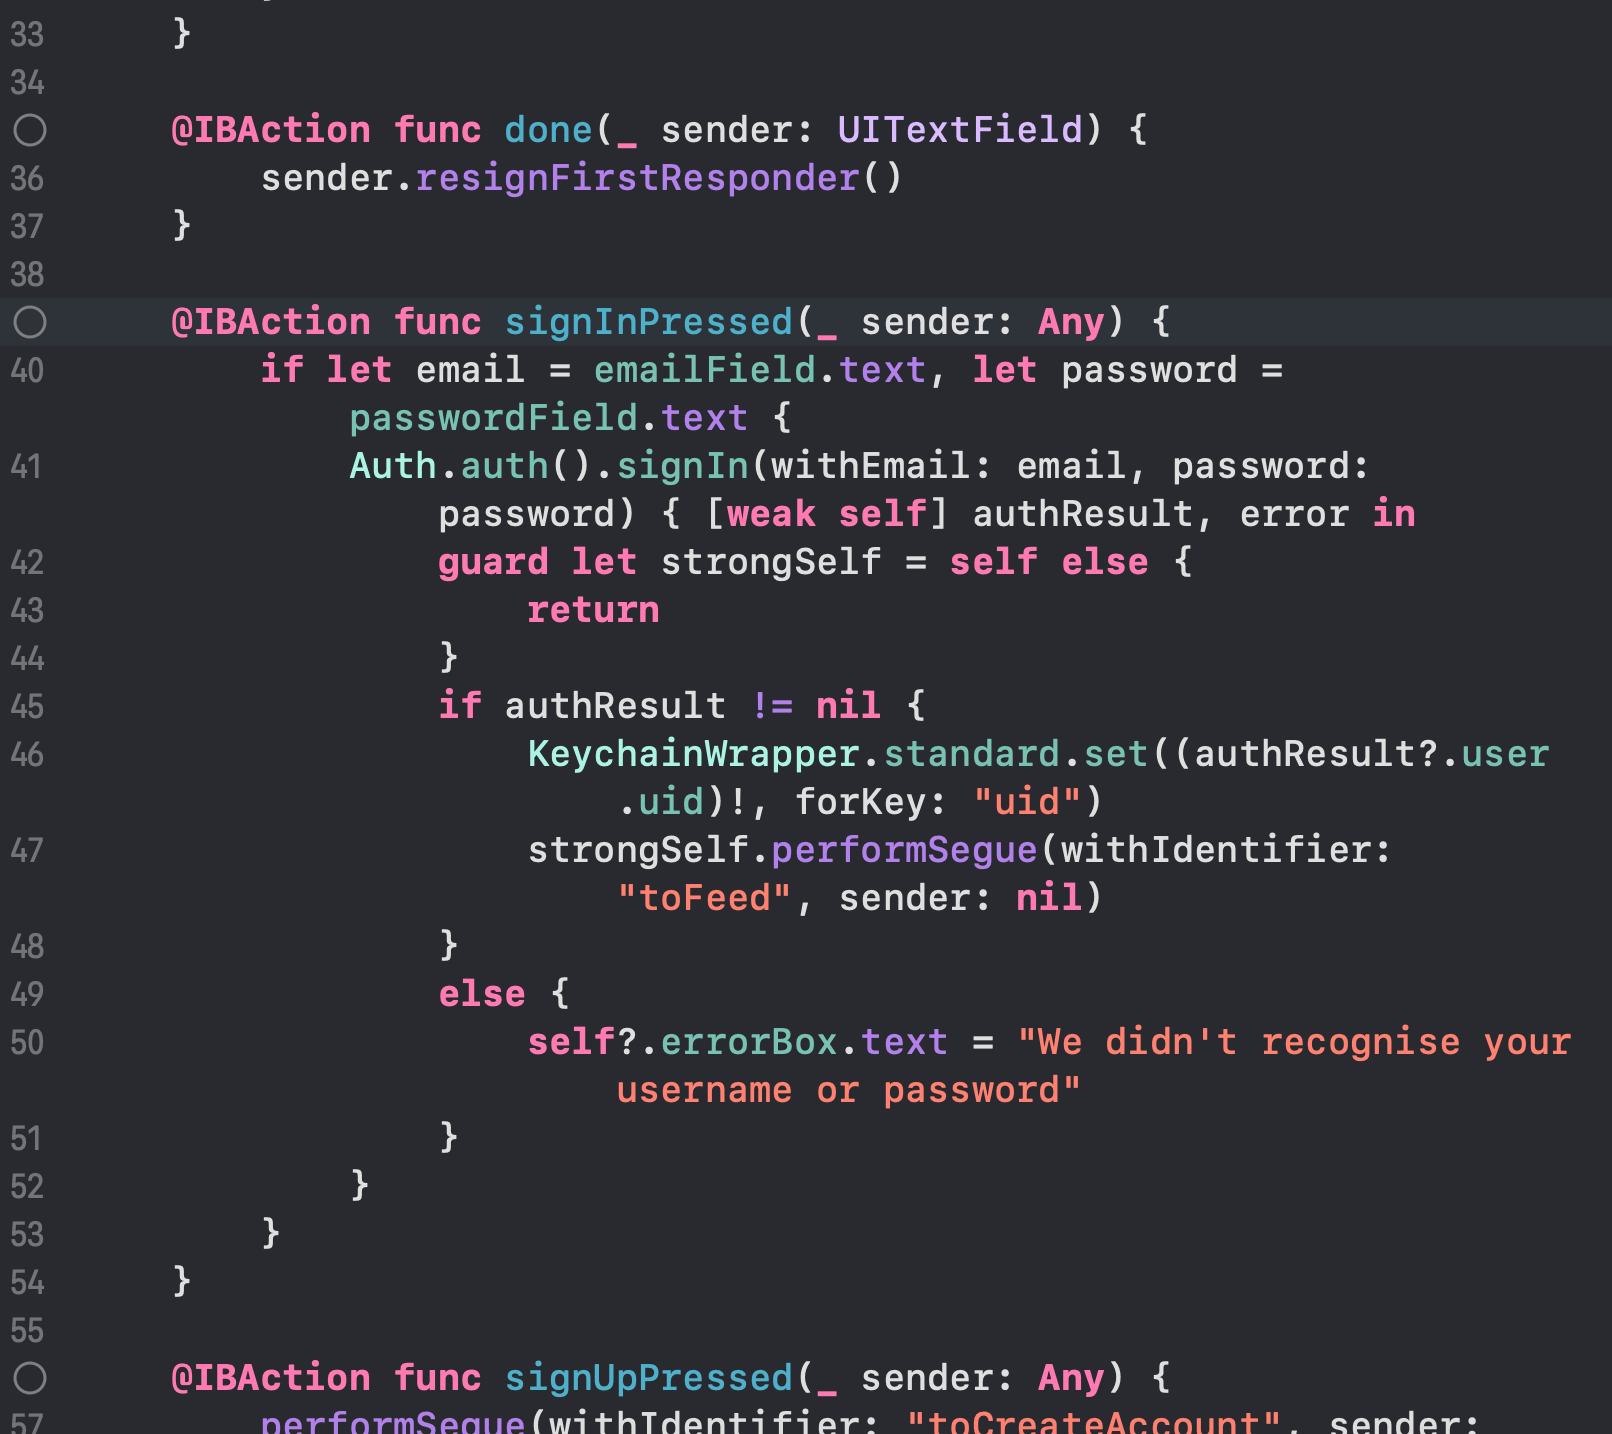 33 }
34
@IBAction func done(_ sender: UITextField) {
36 sender.resignFirstResponder()
37 }
38
@IBAction func signInPressed(_ sender: Any) {
40 if let email = emailField.text, let password =
passwordField.text {
41 Auth.auth().signIn(withEmail: email, password:
password) { [weak self] authResult, error in
42 guard let strongSelf = self else {
43 return
44 }
45 if authResult != nil {
46 KeychainWrapper.standard.set((authResult?.user
.uid)!, forKey: "uid")
47 strongSelf.performSegue(withIdentifier:
"toFeed", sender: nil)
48 }
49 else {
50 self?.errorBox.text = "We didn't recognise your
username or password"
51 }
52 }
53 }
54 }
55
@IBAction func signUpPressed(_ sender: Any) {
57 performSegue(withIdentifier: "toCreateAccount", sender: